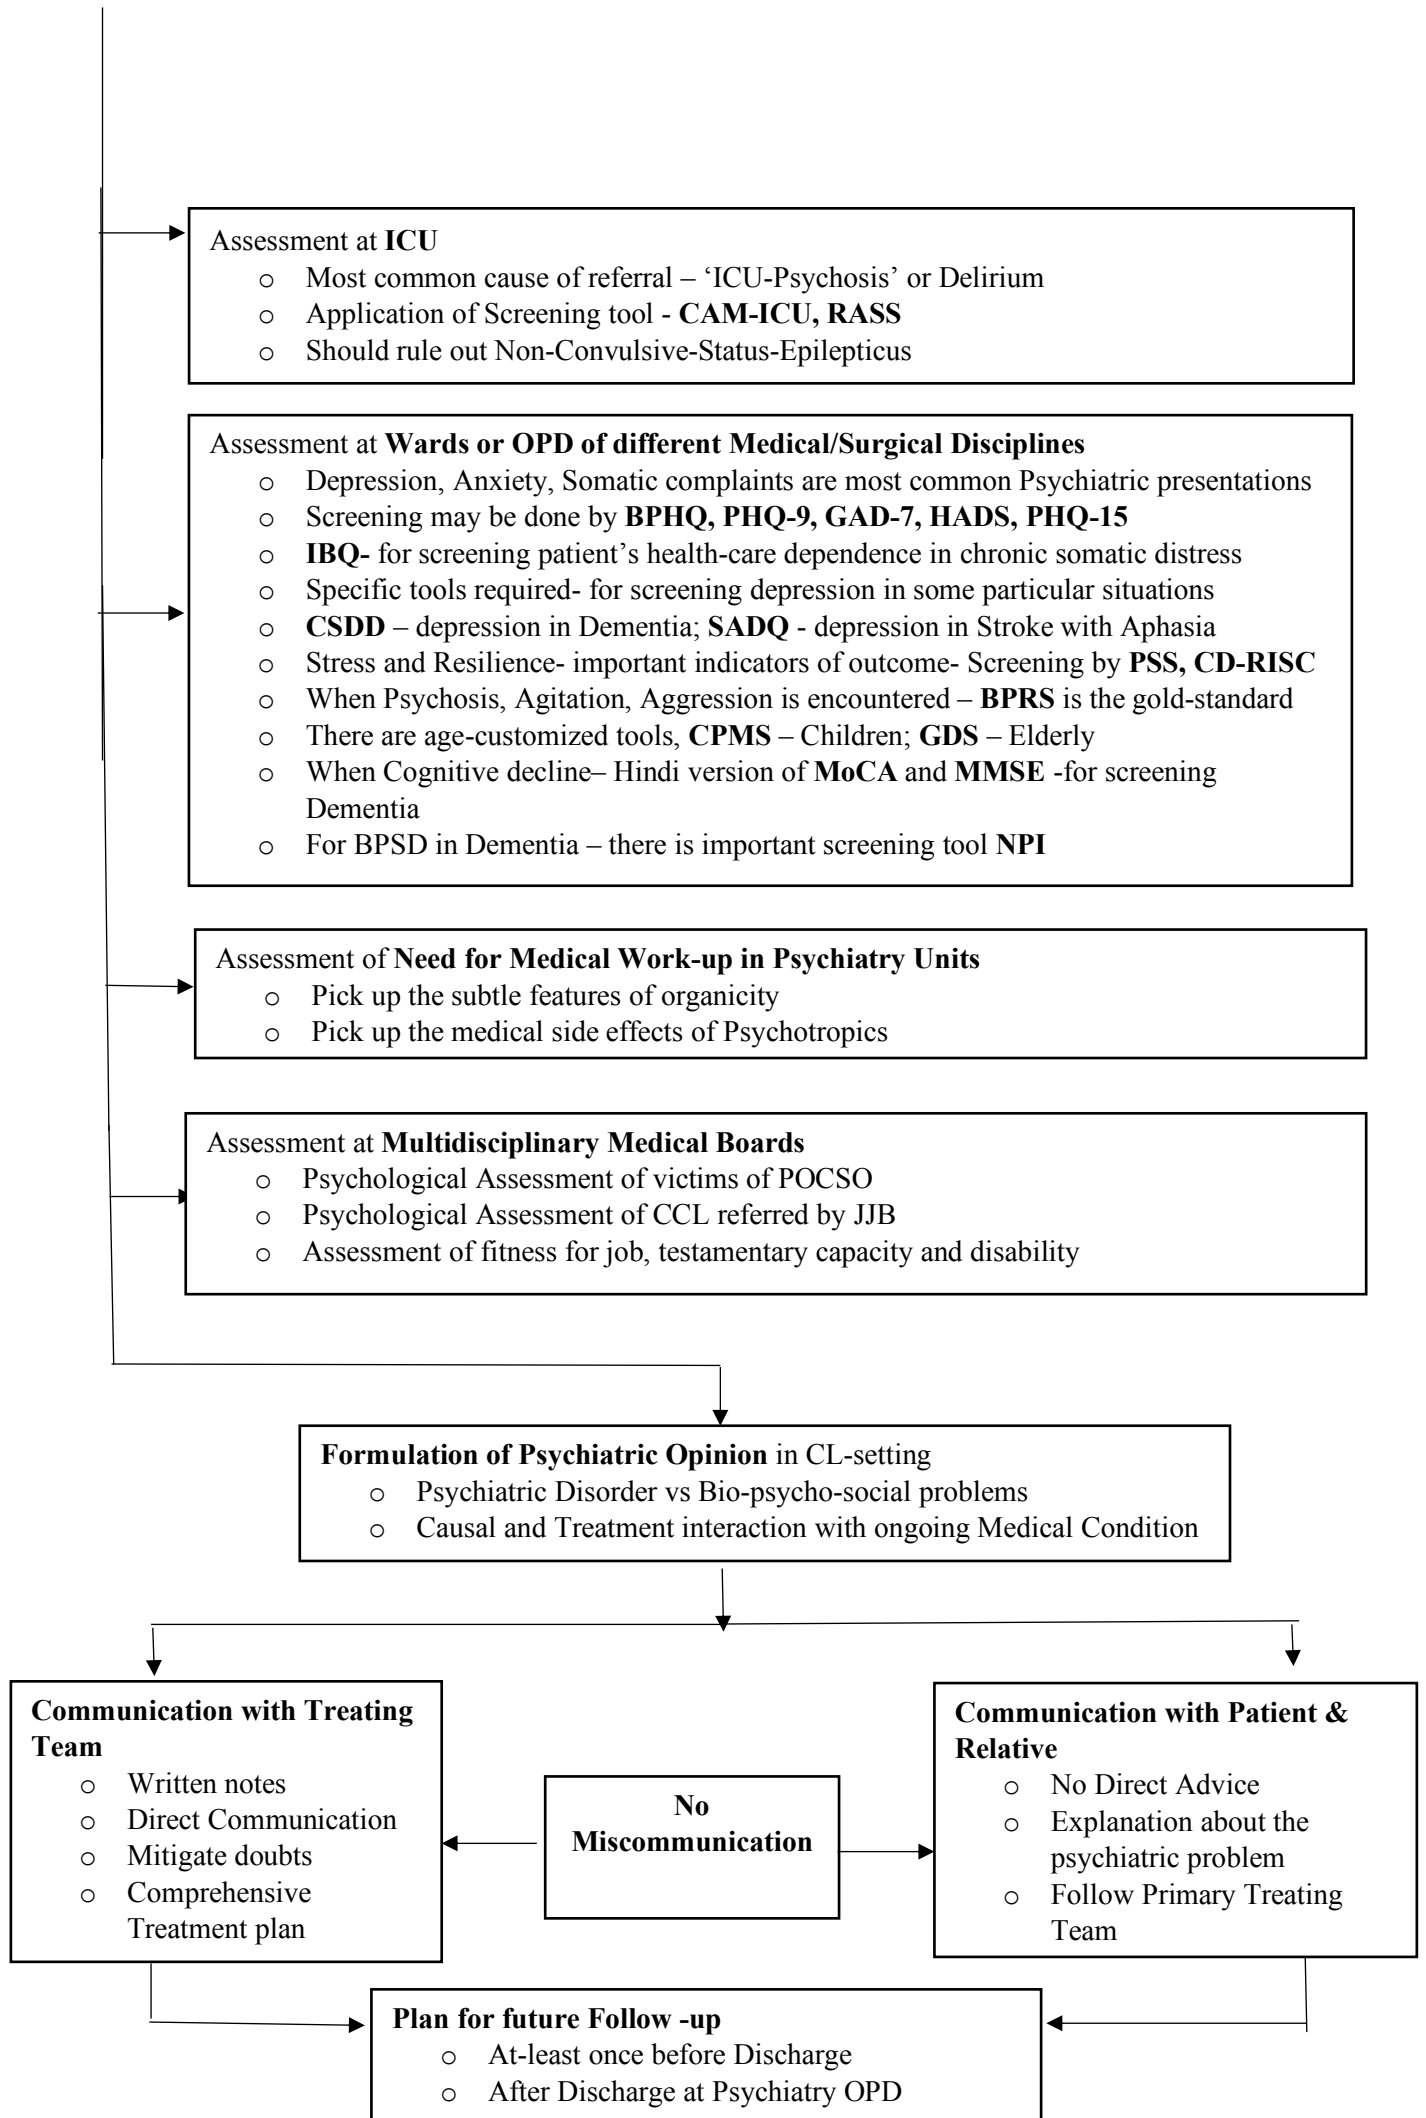 Assessment at ICU
o Most common cause of referral – ‘ICU-Psychosis’ or Delirium
o Application of Screening tool - CAM-ICU, RASS
o Should rule out Non-Convulsive-Status-Epilepticus
Assessment at Wards or OPD of different Medical/Surgical Disciplines
o Depression, Anxiety, Somatic complaints are most common Psychiatric presentations
o Screening may be done by BPHQ, PHQ-9, GAD-7, HADS, PHQ-15
o IBQ- for screening patient’s health-care dependence in chronic somatic distress
o Specific tools required- for screening depression in some particular situations
o CSDD – depression in Dementia; SADQ - depression in Stroke with Aphasia
o Stress and Resilience- important indicators of outcome- Screening by PSS, CD-RISC
o When Psychosis, Agitation, Aggression is encountered – BPRS is the gold-standard
o There are age-customized tools, CPMS – Children; GDS – Elderly
o When Cognitive decline– Hindi version of MoCA and MMSE -for screening
Dementia
o For BPSD in Dementia – there is important screening tool NPI
Assessment of Need for Medical Work-up in Psychiatry Units
o Pick up the subtle features of organicity
o Pick up the medical side effects of Psychotropics
Assessment at Multidisciplinary Medical Boards
o Psychological Assessment of victims of POCSO
o Psychological Assessment of CCL referred by JJB
o Assessment of fitness for job, testamentary capacity and disability
Formulation of Psychiatric Opinion in CL-setting
o Psychiatric Disorder vs Bio-psycho-social problems
o Causal and Treatment interaction with ongoing Medical Condition
Communication with Treating
Team
o Written notes
o Direct Communication
o Mitigate doubts
o Comprehensive
Treatment plan
No
Miscommunication
Communication with Patient &
Relative
o No Direct Advice
o Explanation about the
psychiatric problem
o Follow Primary Treating
Team
Plan for future Follow -up
o At-least once before Discharge
o After Discharge at Psychiatry OPD